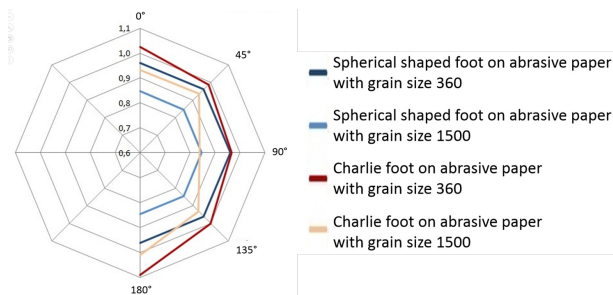 0°
1,1
1,0
0,9
0,8
0,7
0,6
45°
90°
135°
180°
Spherical shaped foot on abrasive paper
with grain size 360
Spherical shaped foot on abrasive paper
with grain size 1500
Charlie foot on abrasive paper
with grain size 360
Charlie foot on abrasive paper
with grain size 1500